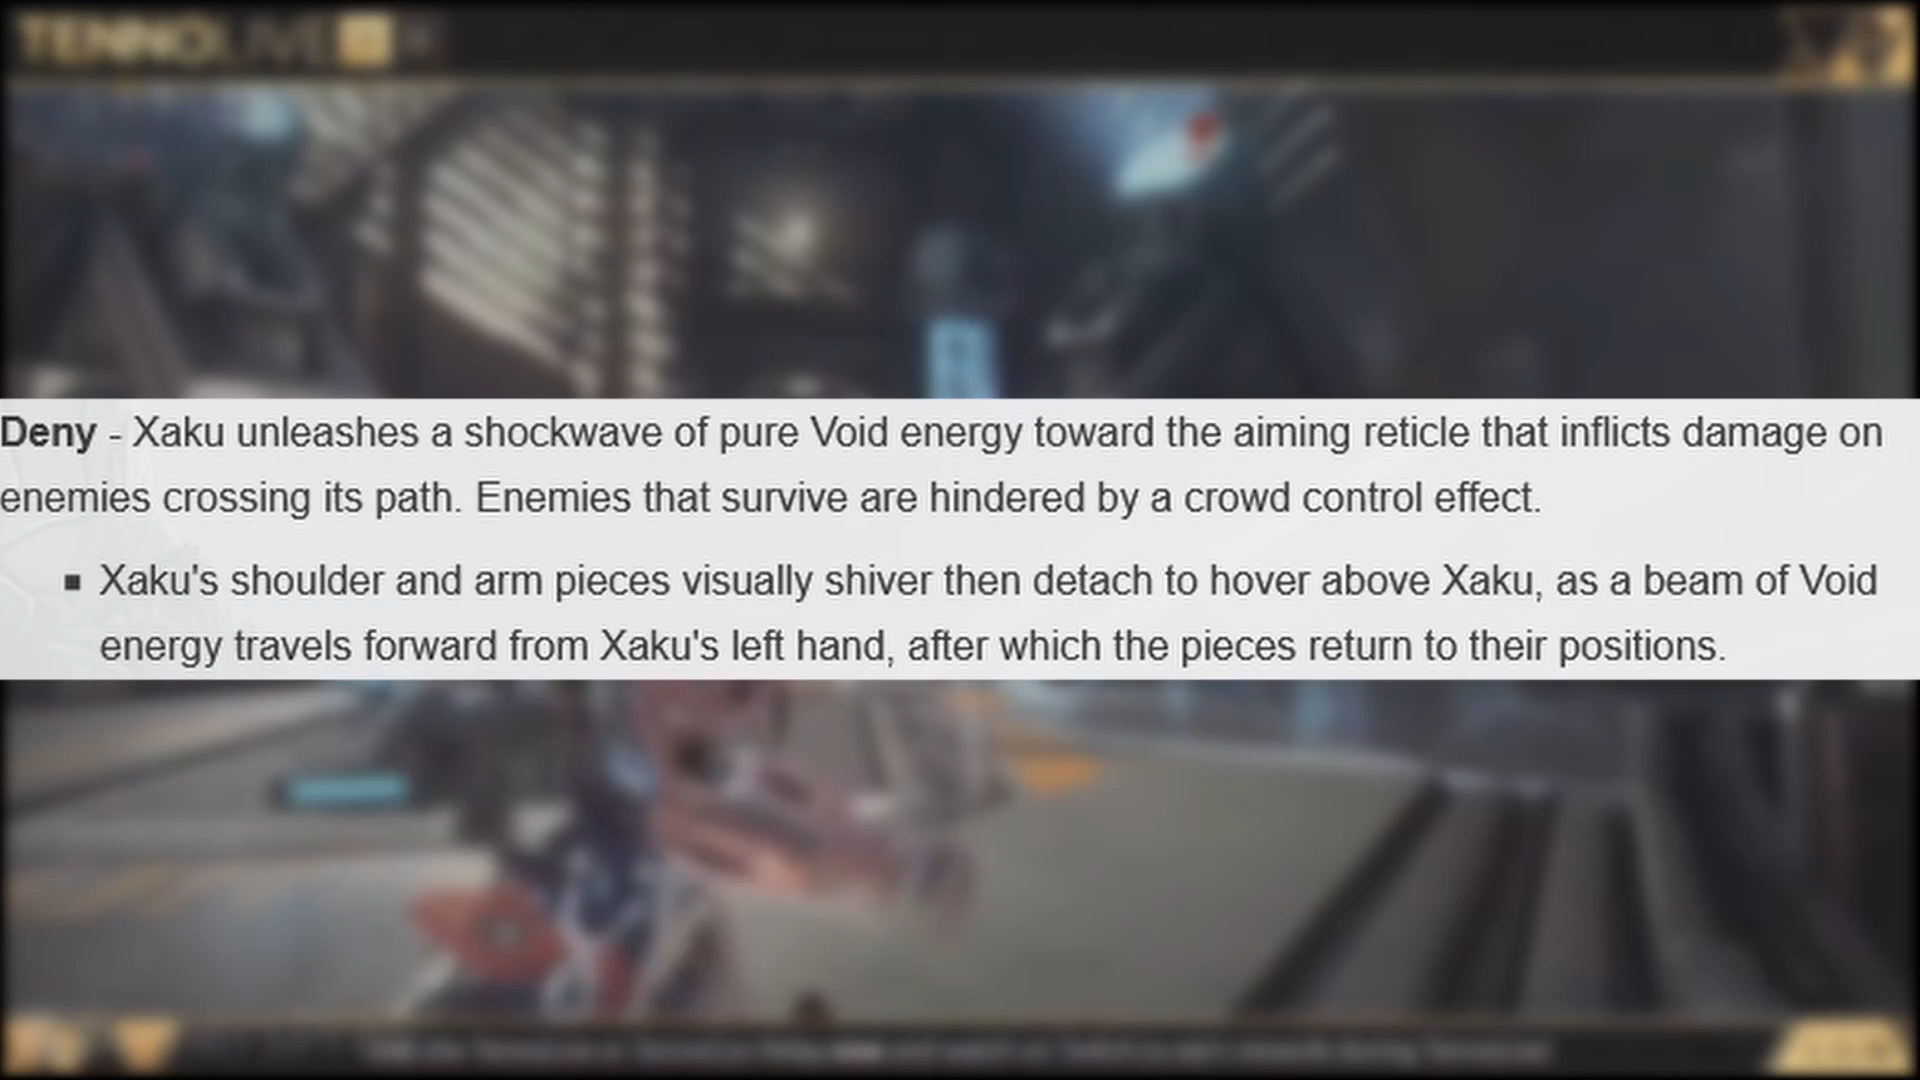 TENNOLIVE
Deny - Xaku unleashes a shockwave of pure Void energy toward the aiming reticle that inflicts damage on
enemies crossing its path. Enemies that survive are hindered by a crowd control effect.
▪ Xaku's shoulder and arm pieces visually shiver then detach to hover above Xaku, as a beam of Void
energy travels forward from Xaku's left hand, after which the pieces return to their positions.